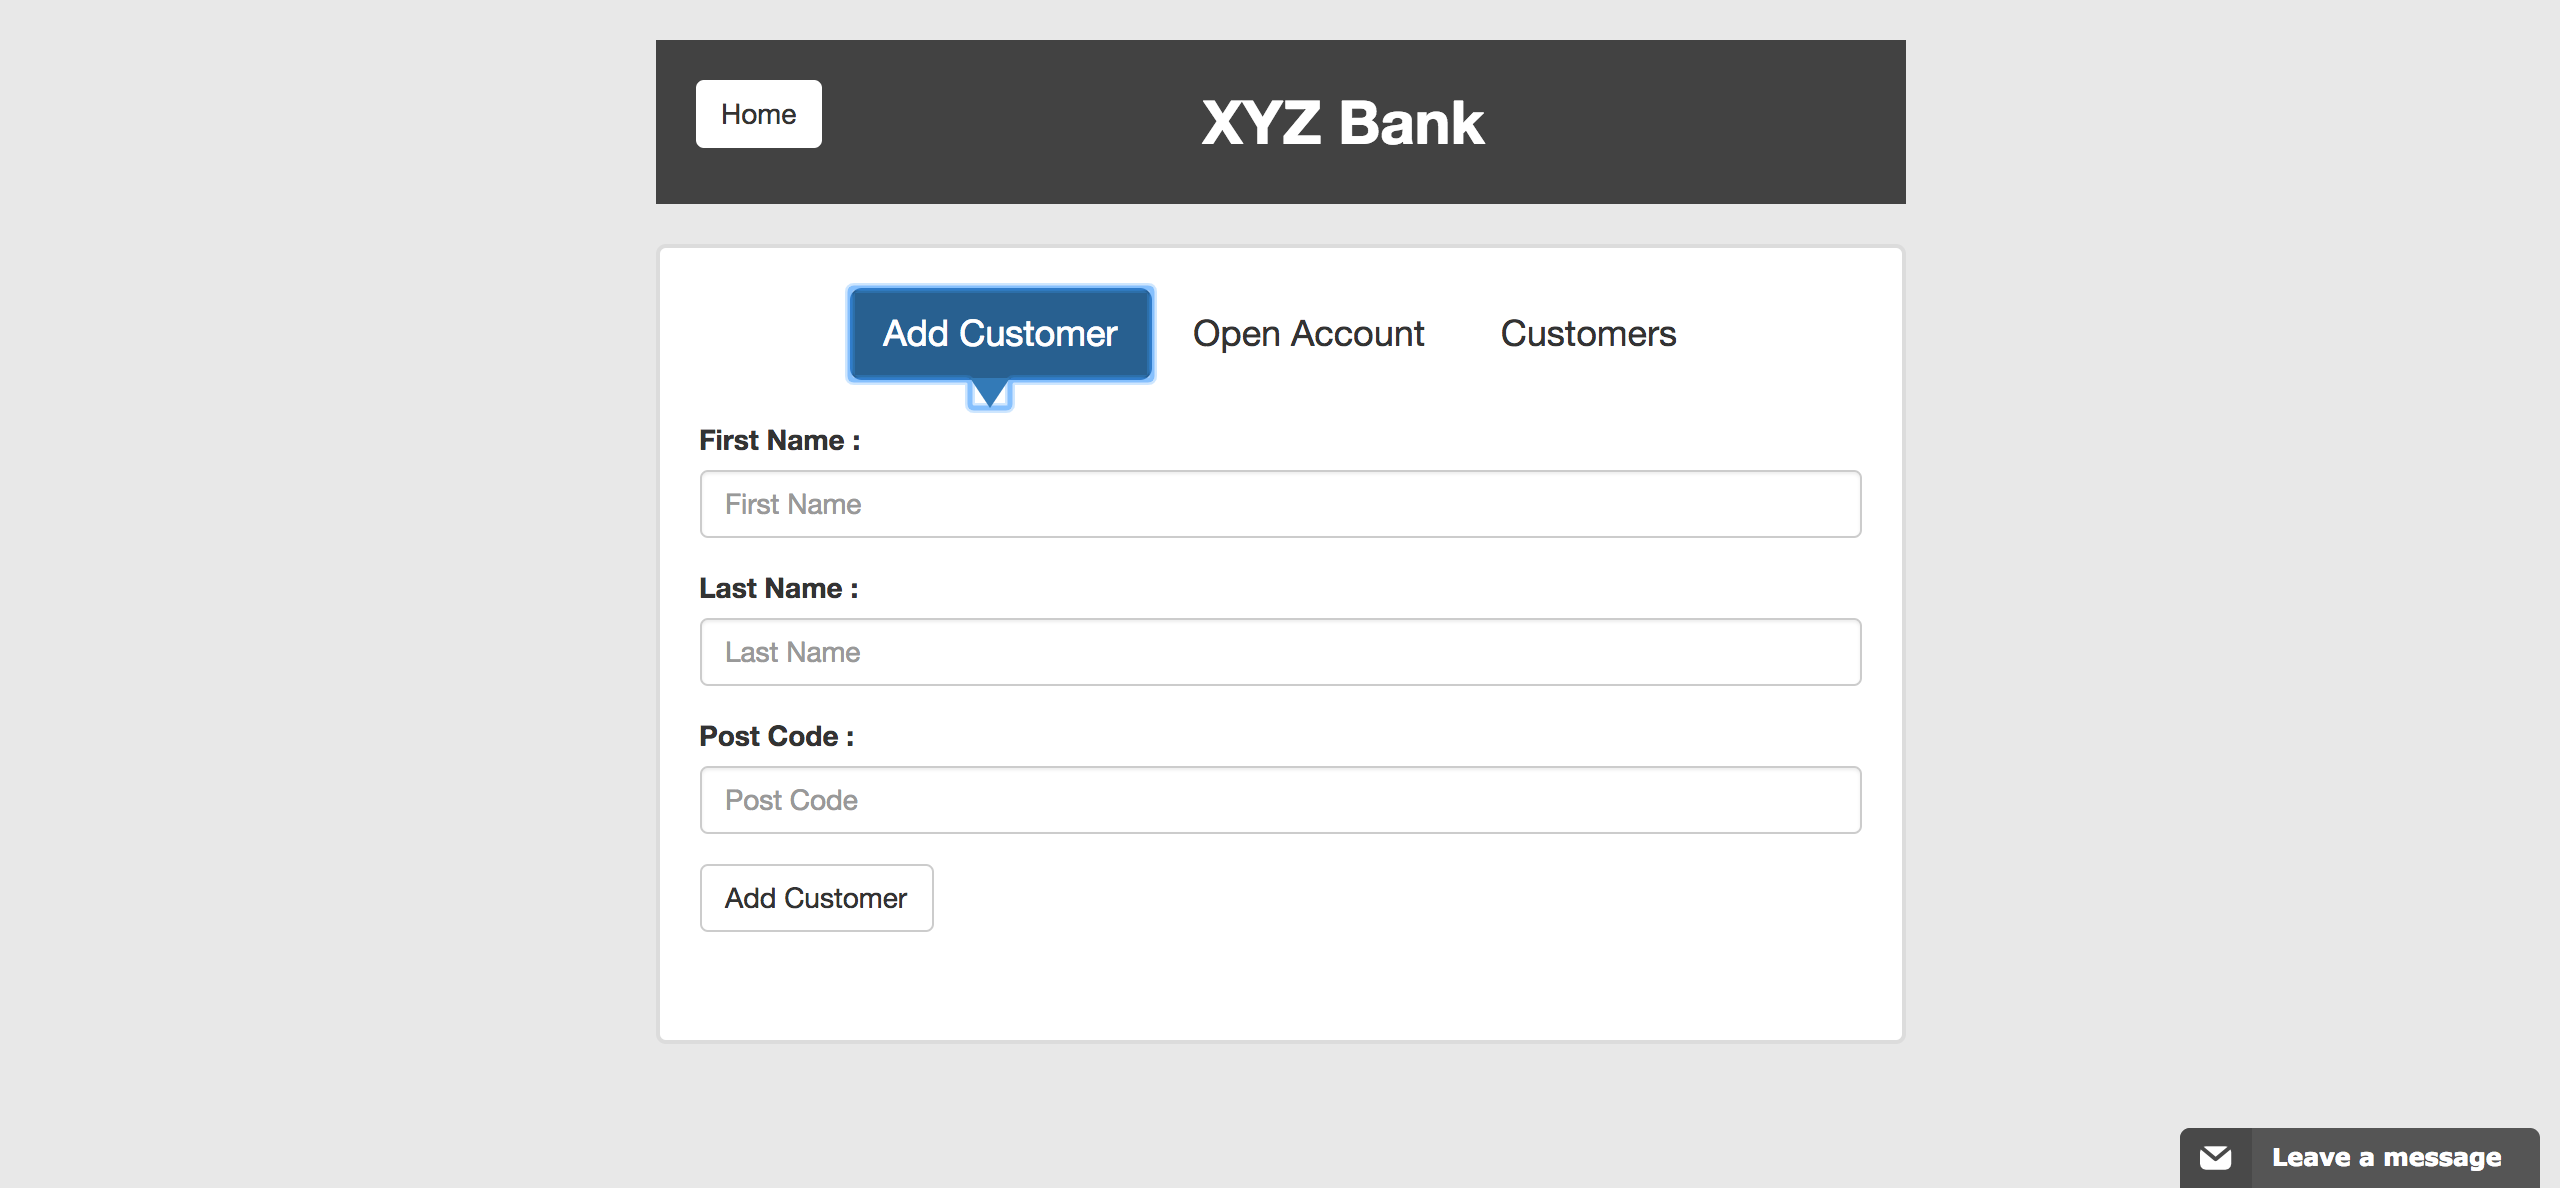 Home
XYZ Bank
Add Customer
Open Account
Customers
First Name :
First Name
Last Name :
Last Name
Post Code :
Post Code
Add Customer
Leave a message